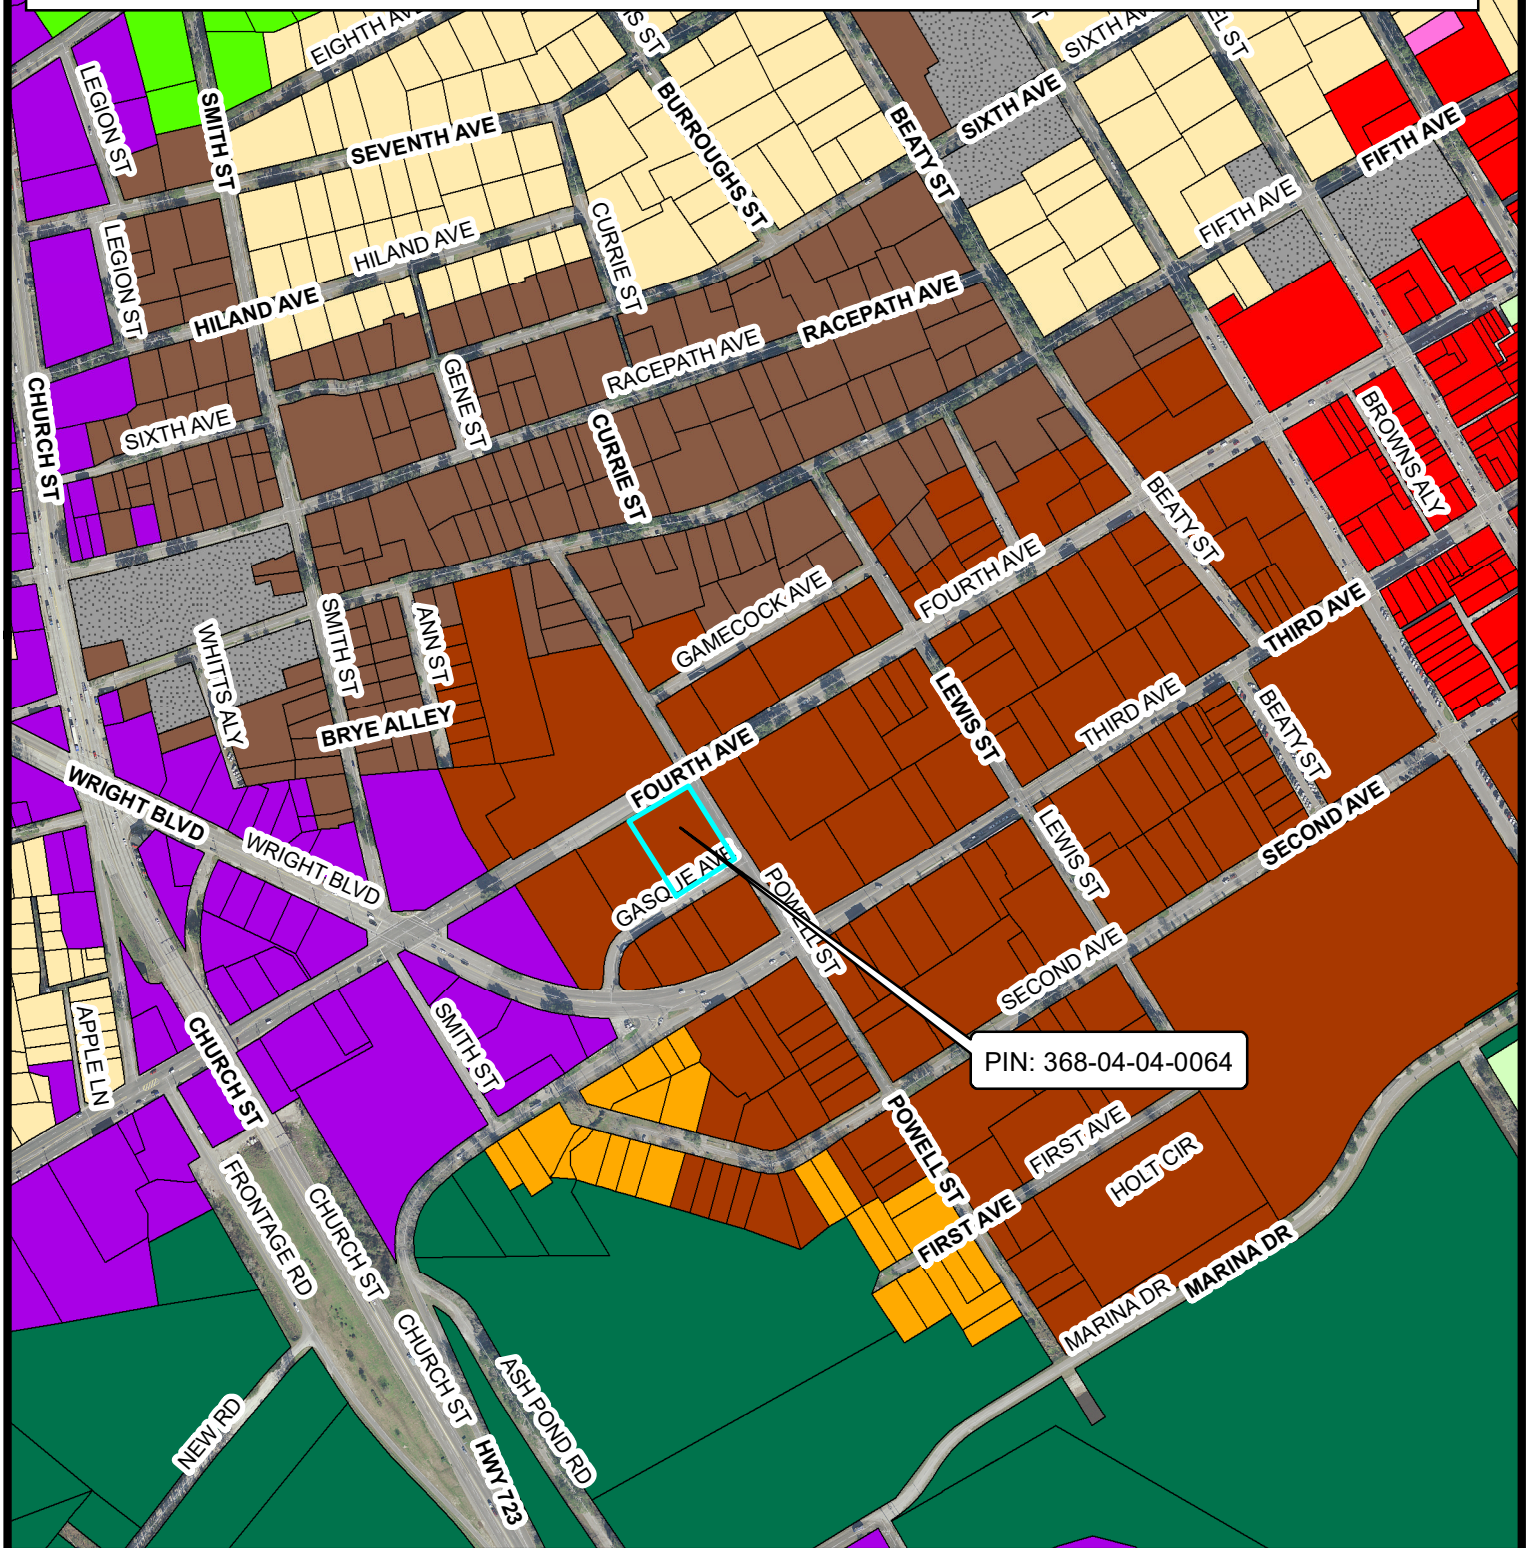 EIGHTH AVE
IS ST
SIXTH AVE
EL ST
LEGION ST
SMITH ST
SEVENTH AVE
BURROUGHS ST
BEATY ST
SIXTH AVE
FIFTH AVE
LEGION ST
HILAND AVE
CURRIE ST
FIFTH AVE
HILAND AVE
RACEPATH AVE
RACEPATH AVE
GENE ST
CHURCH ST
SIXTH AVE
CURRIE ST
BROWNS ALY
BEATY ST
FOURTH AVE
GAMECOCK AVE
THIRD AVE
WHITTS ALY
SMITH ST
ANN ST
BRYE ALLEY
LEWIS ST
THIRD AVE
BEATY ST
FOURTH AVE
WRIGHT BLVD
WRIGHT BLVD
LEWIS ST
SECOND AVE
GASQUE AVE
POWELL ST
SECOND AVE
APPLE LN
CHURCH ST
SMITH ST
PIN: 368-04-04-0064
POWELL ST
FIRST AVE
HOLT CIR
FRONTAGE RD
CHURCH ST
FIRST AVE
MARINA DR
MARINA DR
CHURCH ST
ASH POND RD
NEW RD
HWY 723